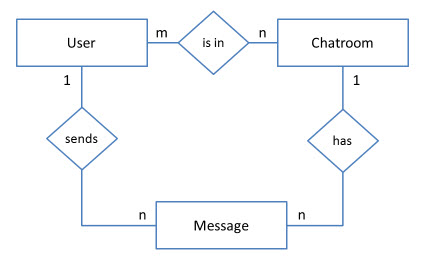 User
m
is in
n
Chatroom
1
1
sends
has
n
Message
n